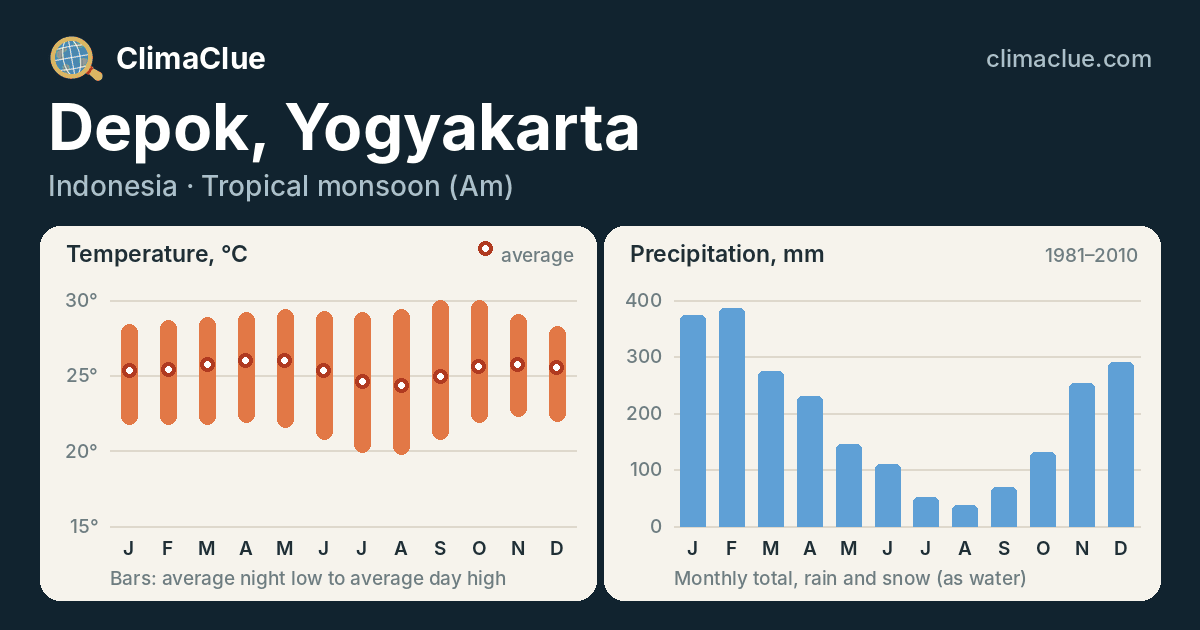 ClimaClue
climaclue.com
Depok, Yogyakarta
Indonesia · Tropical monsoon (Am)
Temperature, °C
average
30°
25°
20°
15°
J F M A M J J A S O N D
Bars: average night low to average day high
Precipitation, mm
1981–2010
400
300
200
100
0
J F M A M J J A S O N D
Monthly total, rain and snow (as water)